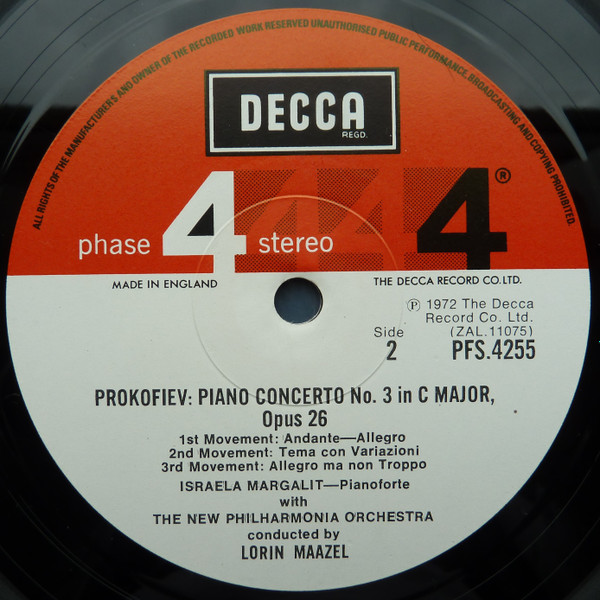 ALL RIGHTS OF THE MANUFACTURERS AND OWNER OF THE RECORDED WORK RESERVED UNAUTHORISED PUBLIC PERFORMANCE, BROADCASTING AND COPYING PROHIBITED.
DECCA
REGD.
phase 4 stereo 4 4 4®
MADE IN ENGLAND
THE DECCA RECORD CO. LTD.
Ⓟ 1972 The Decca
Record Co. Ltd.
Side (ZAL.11075)
2 PFS.4255
PROKOFIEV: PIANO CONCERTO No. 3 in C MAJOR,
Opus 26
1st Movement: Andante—Allegro
2nd Movement: Tema con Variazioni
3rd Movement: Allegro ma non Troppo
ISRAELA MARGALIT—Pianoforte
with
THE NEW PHILHARMONIA ORCHESTRA
conducted by
LORIN MAAZEL